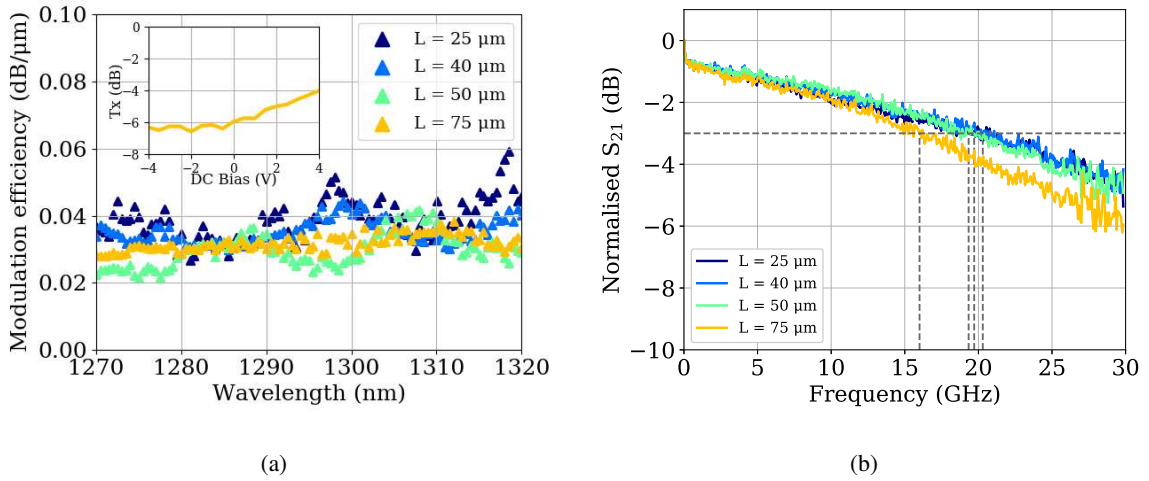 Modulation efficiency (dB/μm)
0.10
0.08
0.06
0.04
0.02
0.00
1270
1280
1290
1300
1310
1320
Wavelength (nm)
Tx (dB)
0
−2
−4
−6
−8
−4
−2
0
2
4
DC Bias (V)
L = 25 μm
L = 40 μm
L = 50 μm
L = 75 μm
(a)
Normalised S21 (dB)
0
−2
−4
−6
−8
−10
0
5
10
15
20
25
30
Frequency (GHz)
L = 25 μm
L = 40 μm
L = 50 μm
L = 75 μm
(b)